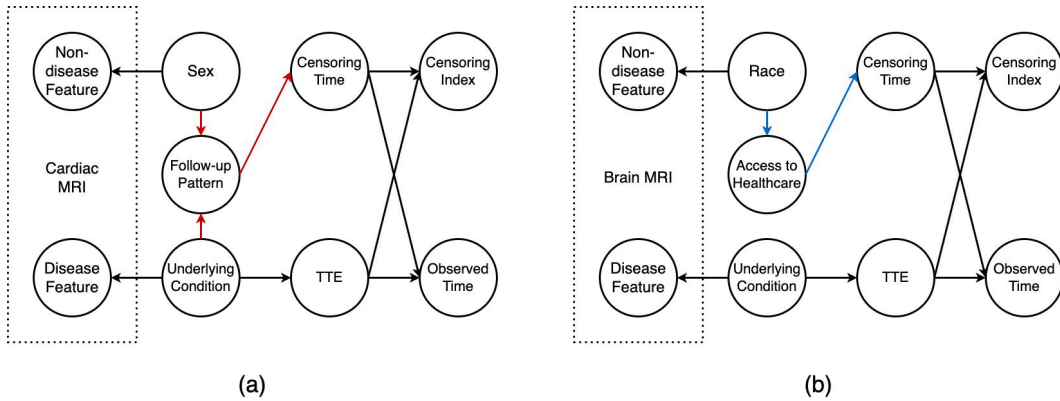 Non-
disease
Feature
Sex
Censoring
Time
Censoring
Index
Cardiac
MRI
Follow-up
Pattern
Disease
Feature
Underlying
Condition
TTE
Observed
Time
(a)
Non-
disease
Feature
Race
Censoring
Time
Censoring
Index
Brain MRI
Access to
Healthcare
Disease
Feature
Underlying
Condition
TTE
Observed
Time
(b)